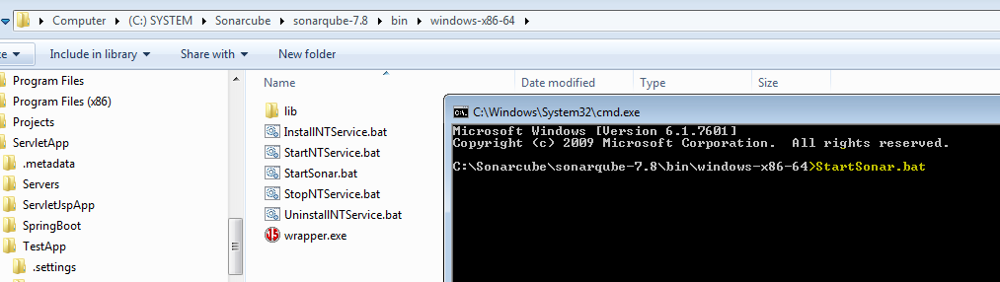 Computer (C:) SYSTEM Sonarcube sonarqube-7.8 bin windows-x86-64
Include in library Share with New folder
Program Files
Program Files (x86)
Projects
ServletApp
.metadata
Servers
ServletJspApp
SpringBoot
TestApp
.settings
Name Date modified Type Size
lib
InstallNTService.bat
StartNTService.bat
StartSonar.bat
StopNTService.bat
UninstallNTService.bat
wrapper.exe
C:\Windows\System32\cmd.exe
Microsoft Windows [Version 6.1.7601]
Copyright (c) 2009 Microsoft Corporation. All rights reserved.
C:\Sonarcube\sonarqube-7.8\bin\windows-x86-64>StartSonar.bat